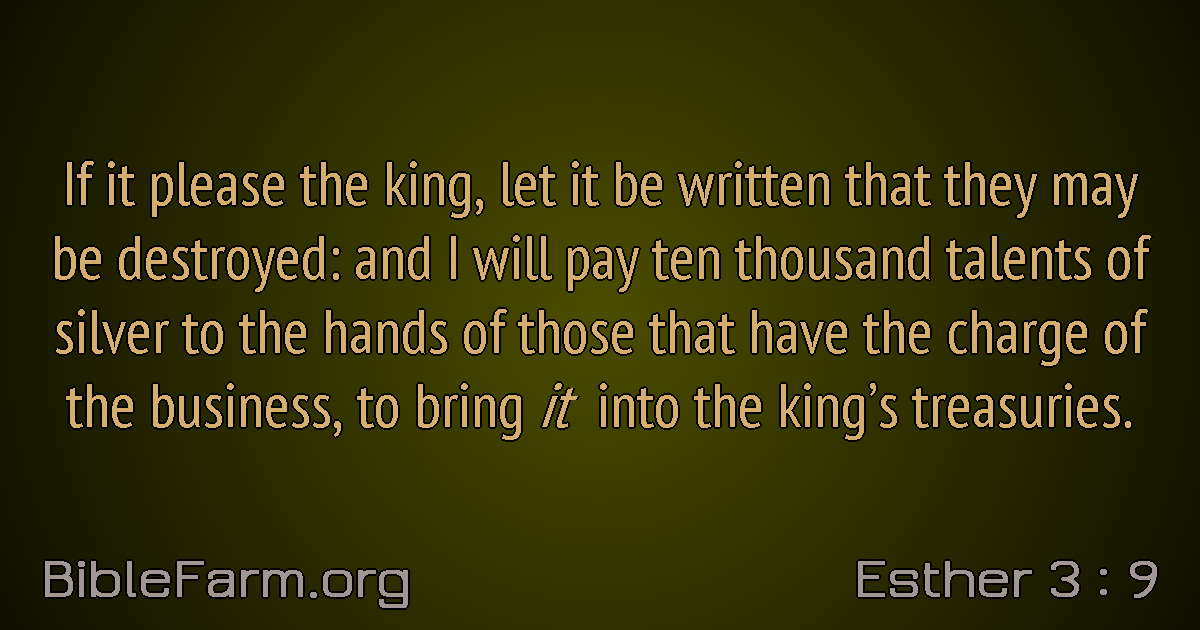 If it please the king, let it be written that they may
be destroyed: and I will pay ten thousand talents of
silver to the hands of those that have the charge of
the business, to bring it into the king’s treasuries.
BibleFarm.org
Esther 3 : 9